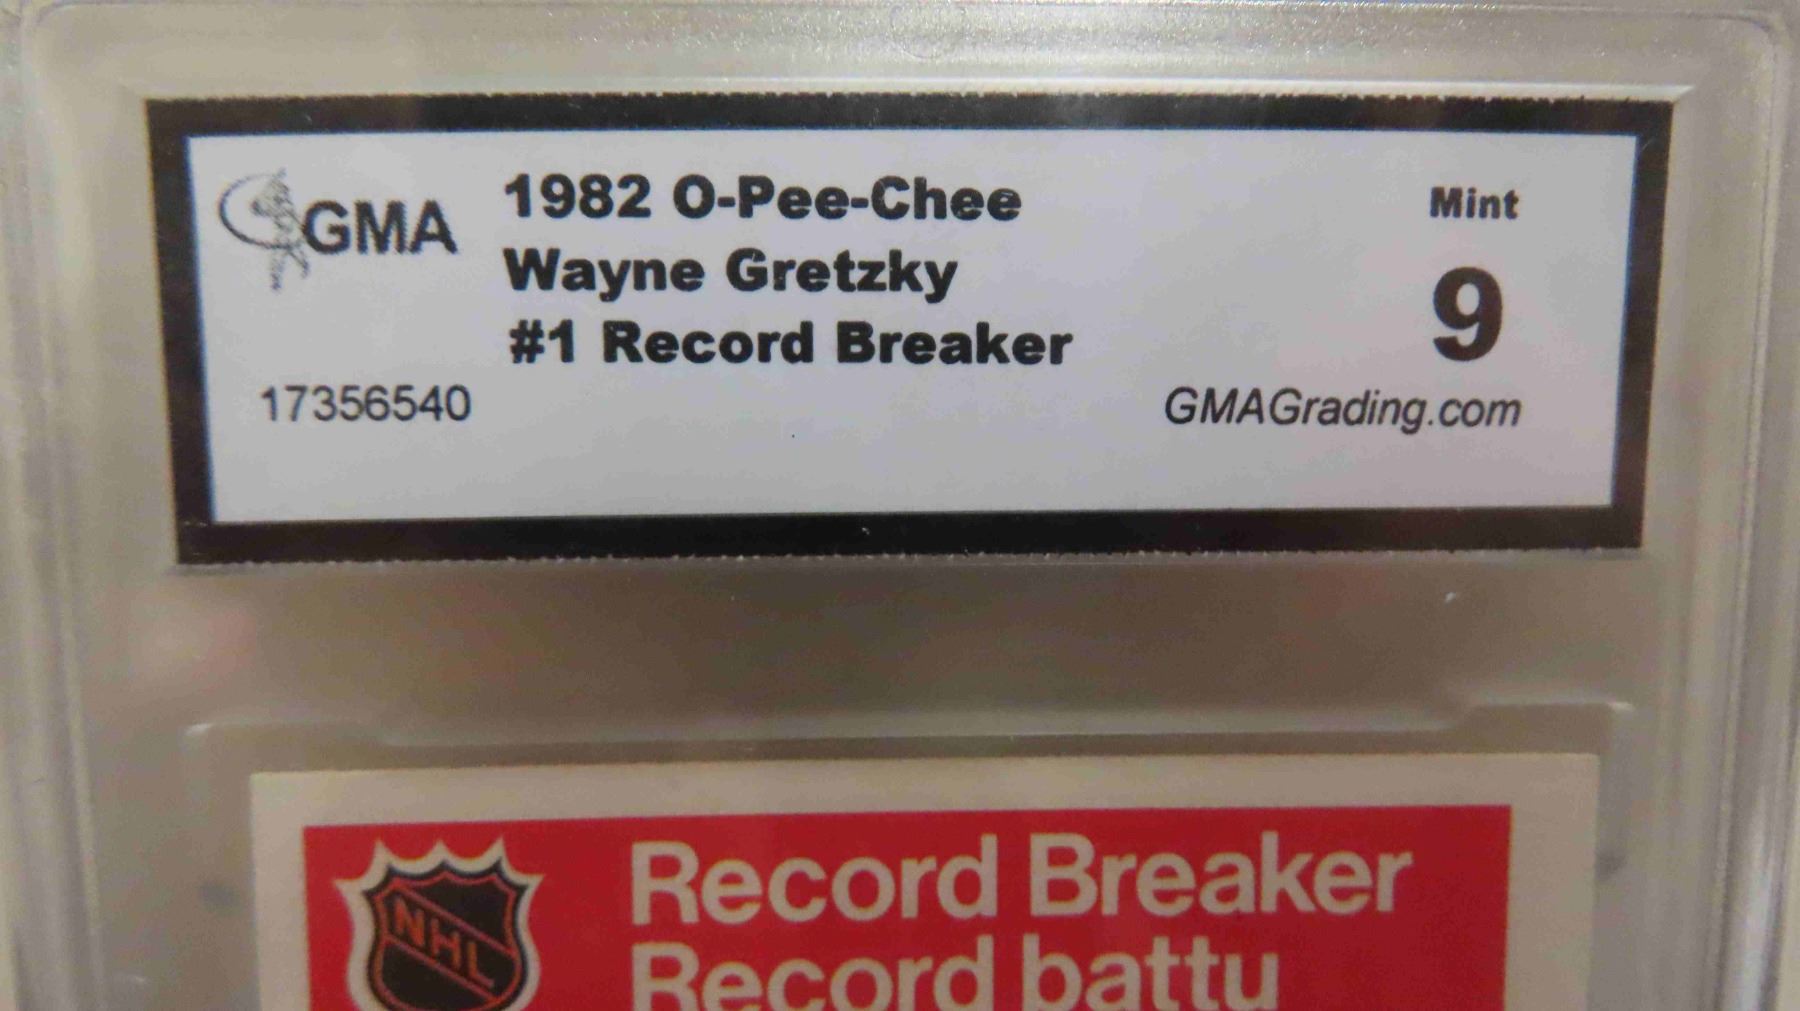 GMA
1982 O-Pee-Chee
Wayne Gretzky
#1 Record Breaker
Mint
9
17356540
GMAGrading.com
NHL
Record Breaker
Record battu